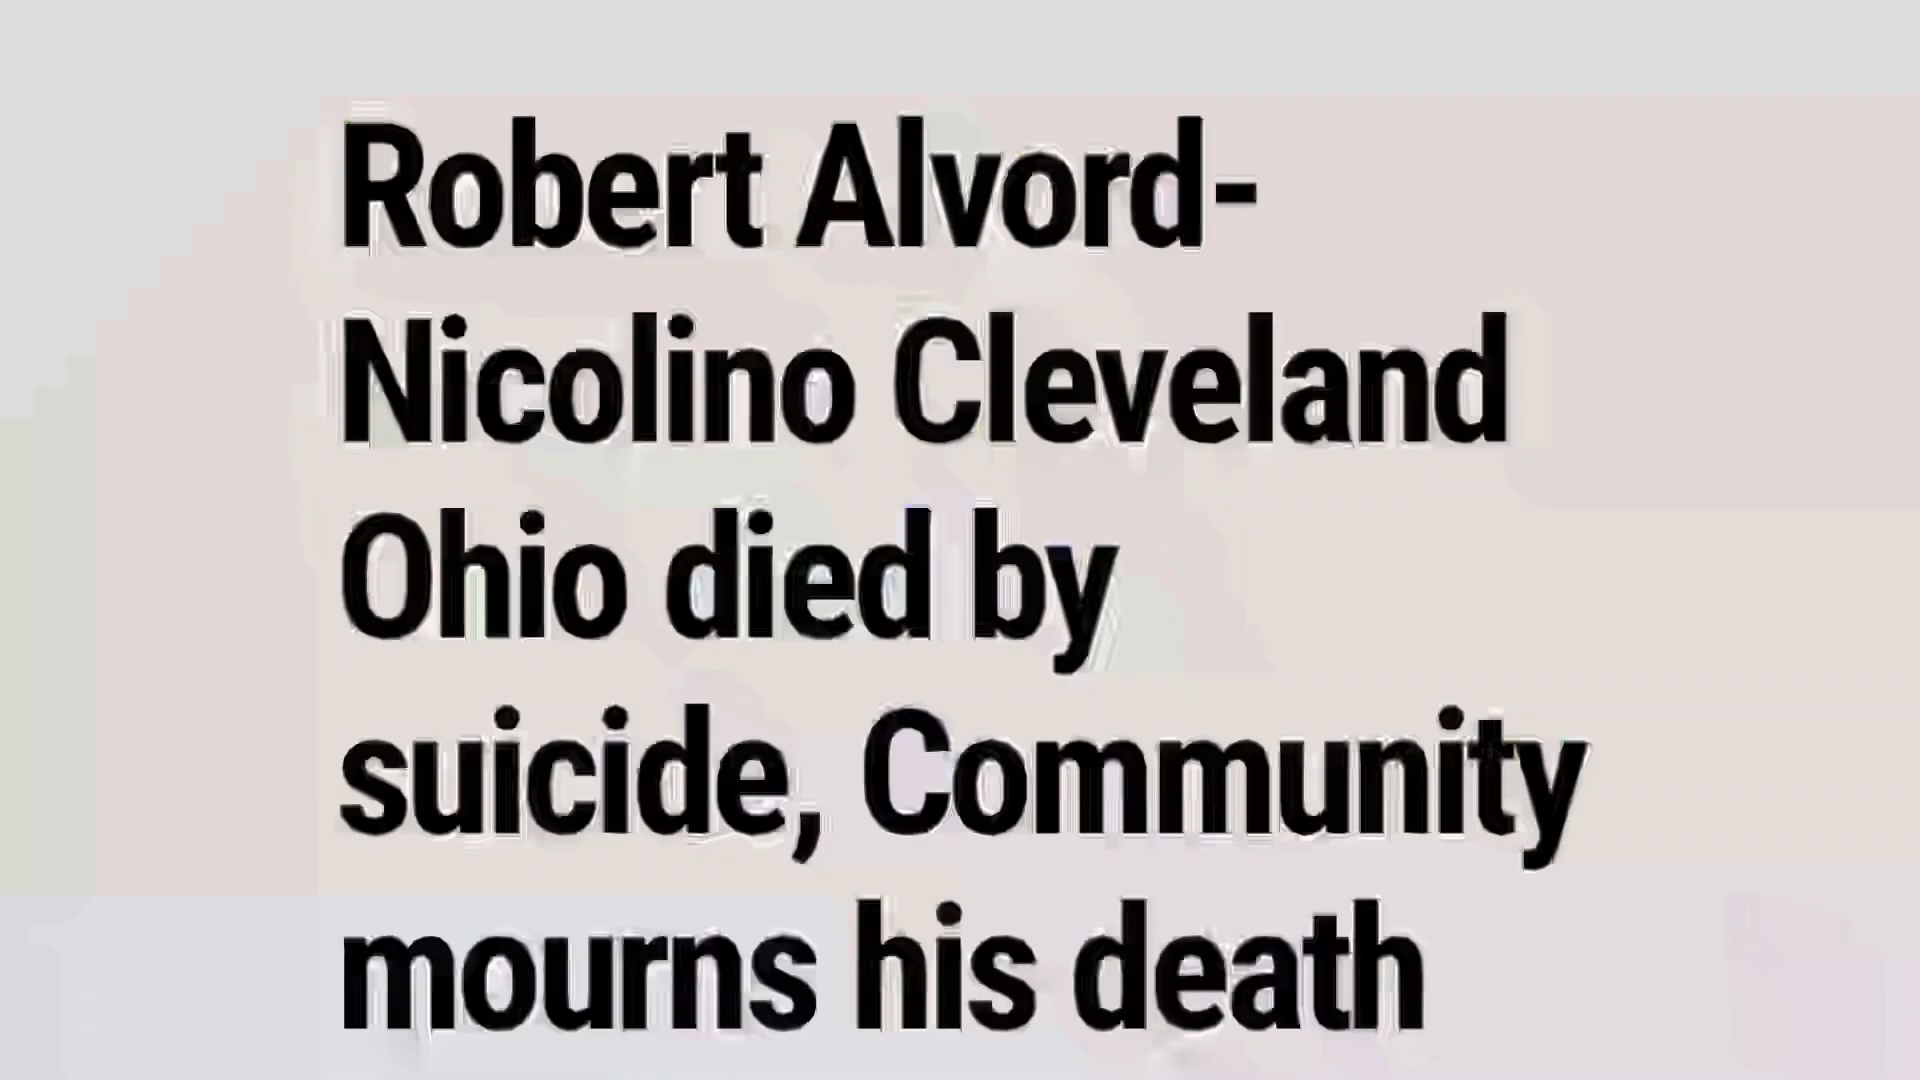 Robert Alvord-
Nicolino Cleveland
Ohio died by
suicide, Community
mourns his death